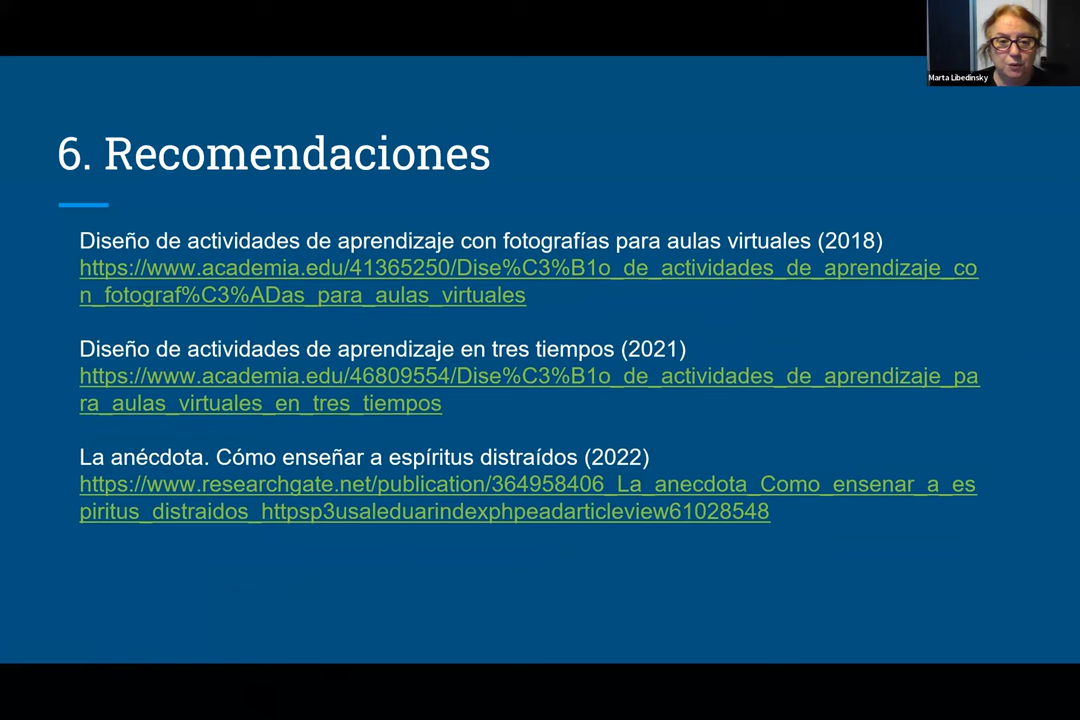 Marta Libedinsky
6. Recomendaciones
Diseño de actividades de aprendizaje con fotografías para aulas virtuales (2018)
https://www.academia.edu/41365250/Dise%C3%B1o_de_actividades_de_aprendizaje_co
n_fotograf%C3%ADas_para_aulas_virtuales
Diseño de actividades de aprendizaje en tres tiempos (2021)
https://www.academia.edu/46809554/Dise%C3%B1o_de_actividades_de_aprendizaje_pa
ra_aulas_virtuales_en_tres_tiempos
La anécdota. Cómo enseñar a espíritus distraídos (2022)
https://www.researchgate.net/publication/364958406_La_anecdota_Como_ensenar_a_es
piritus_distraidos_httpsp3usaleduarindexphpeadarticleview61028548